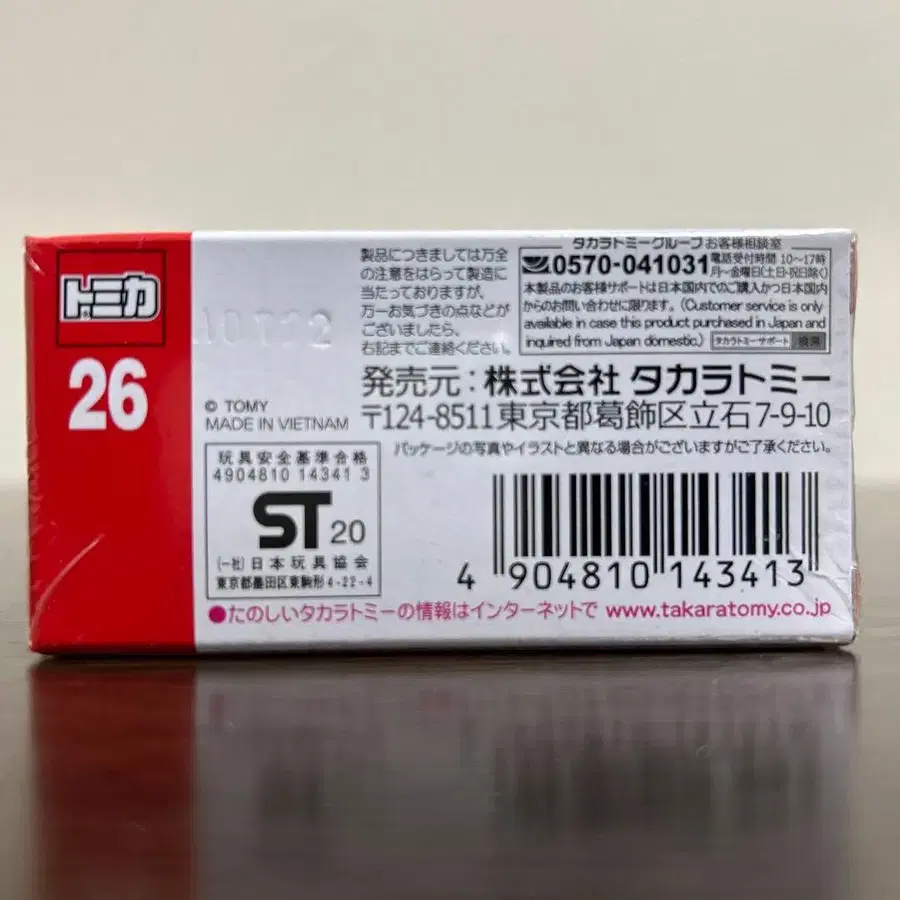 トミカ
26
10712
© TOMY
MADE IN VIETNAM
製品につきましては万全
の注意をはらって製造に
当たっておりますが、
万一お気づきの点などが
ございましたら、
右記までご連絡ください。
タカラトミーグループ お客様相談室
0570-041031 電話受付時間 10〜17時
月〜金曜日(土日・祝日除く)
本製品のお客様サポートは日本国内でのご購入かつ日本国内
からのお問い合わせに限ります。(Customer service is only
available in case this product purchased in Japan and
inquired from Japan domestic.) タカラトミーサポート 検索
発売元:株式会社 タカラトミー
〒124-8511東京都葛飾区立石7-9-10
パッケージの写真やイラストと異なる場合がございますがご了承ください。
玩具安全基準合格
4904810 14341 3
ST 20
(一社)日本玩具協会
東京都墨田区東駒形4-22-4
4 904810 143413
●たのしいタカラトミーの情報はインターネットで www.takaratomy.co.jp